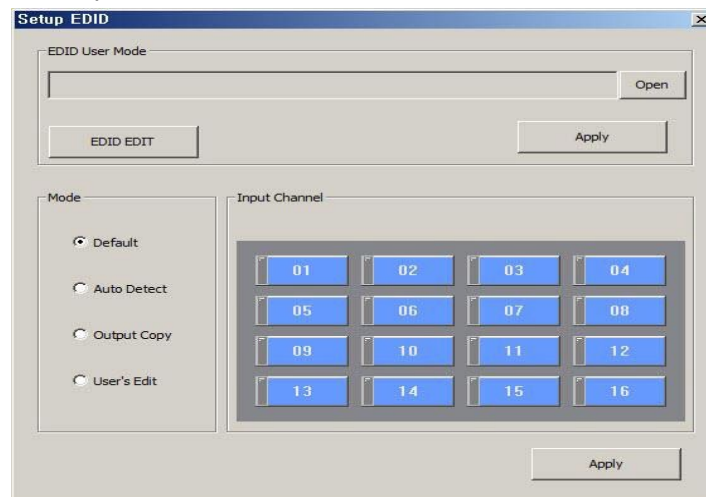 Setup EDID
EDID User Mode
Open
EDID EDIT
Apply
Mode
Default
Auto Detect
Output Copy
User's Edit
Input Channel
01 02 03 04
05 06 07 08
09 10 11 12
13 14 15 16
Apply